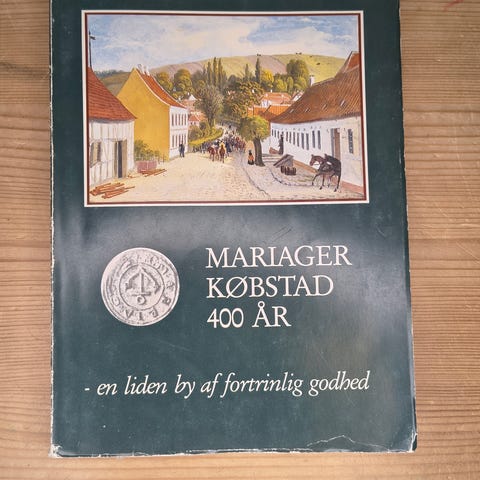 MARIAGER
KØBSTAD
400 ÅR
- en liden by af fortrinlig godhed